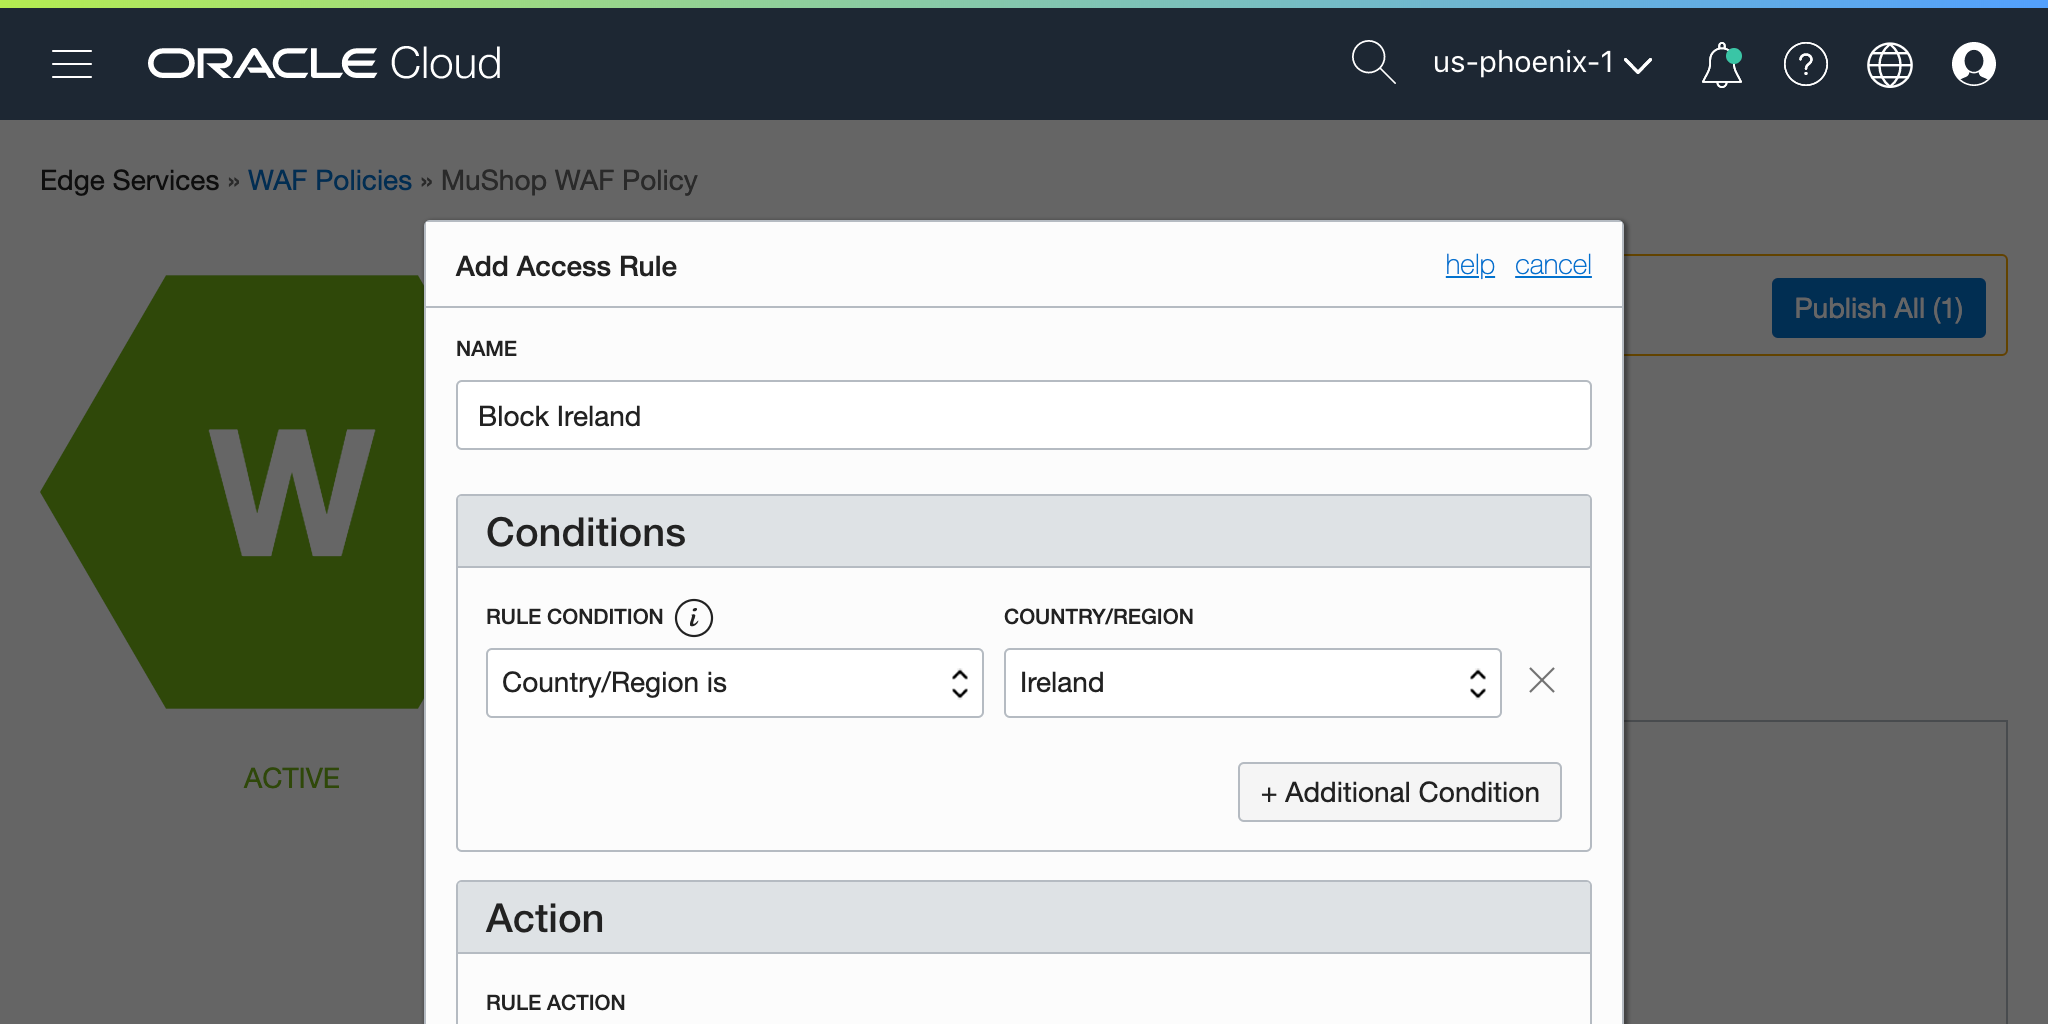 ORACLE Cloud
us-phoenix-1
?
Edge Services » WAF Policies » MuShop WAF Policy
Add Access Rule
help cancel
Publish All (1)
NAME
Block Ireland
W
ACTIVE
Conditions
RULE CONDITION i
COUNTRY/REGION
Country/Region is
Ireland
+ Additional Condition
Action
RULE ACTION